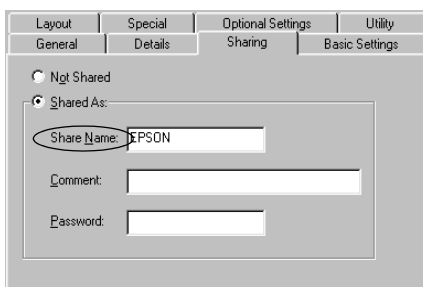 Layout Special Optional Settings Utility
General Details Sharing Basic Settings
Not Shared
Shared As:
Share Name: EPSON
Comment:
Password: